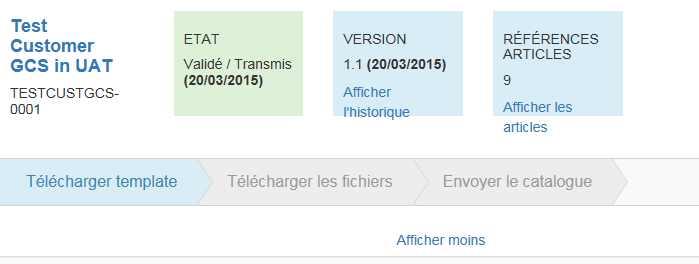 Test
Customer
GCS in UAT
TESTCUSTGCS-
0001
ETAT
Validé / Transmis
(20/03/2015)
VERSION
1.1 (20/03/2015)
Afficher
l'historique
RÉFÉRENCES
ARTICLES
9
Afficher les
articles
Télécharger template
Télécharger les fichiers
Envoyer le catalogue
Afficher moins